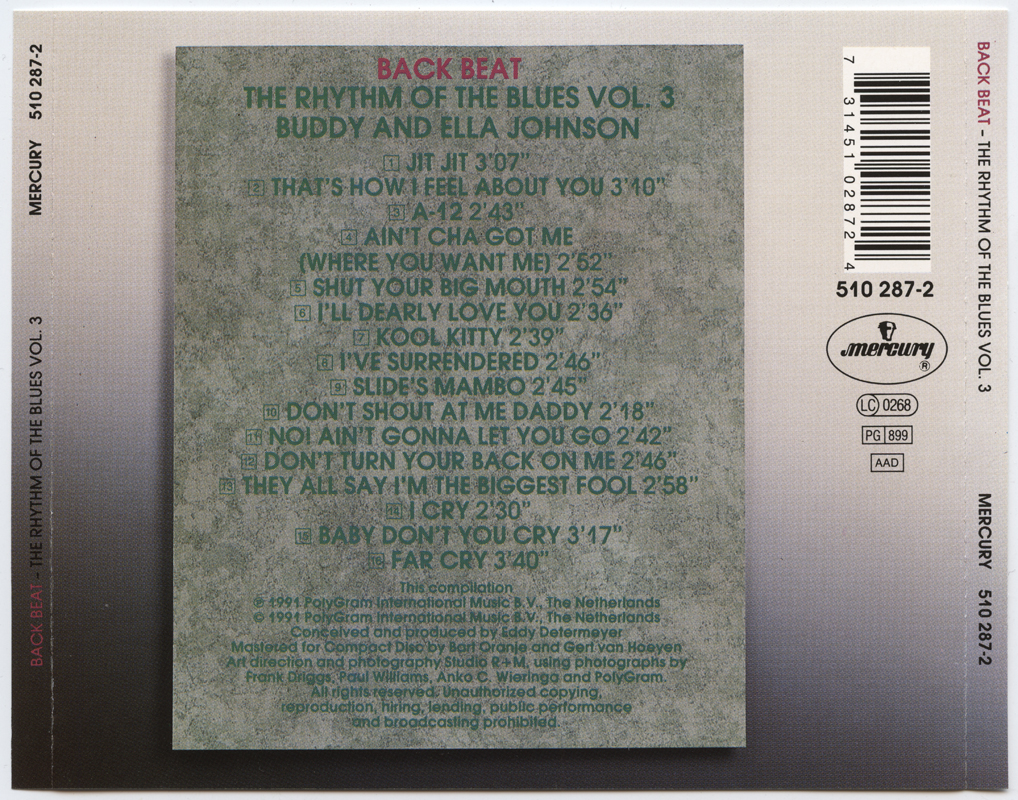 MERCURY 510 287-2
BACK BEAT – THE RHYTHM OF THE BLUES VOL. 3
BACK BEAT
THE RHYTHM OF THE BLUES VOL. 3
BUDDY AND ELLA JOHNSON
1 JIT JIT 3'07"
2 THAT'S HOW I FEEL ABOUT YOU 3'10"
3 A-12 2'43"
4 AIN'T CHA GOT ME
(WHERE YOU WANT ME) 2'52"
5 SHUT YOUR BIG MOUTH 2'54"
6 I'LL DEARLY LOVE YOU 2'36"
7 KOOL KITTY 2'39"
8 I'VE SURRENDERED 2'46"
9 SLIDE'S MAMBO 2'45"
10 DON'T SHOUT AT ME DADDY 2'18"
11 NO! AIN'T GONNA LET YOU GO 2'42"
12 DON'T TURN YOUR BACK ON ME 2'46"
13 THEY ALL SAY I'M THE BIGGEST FOOL 2'58"
14 I CRY 2'30"
15 BABY DON'T YOU CRY 3'17"
16 FAR CRY 3'40"
This compilation
℗ 1991 PolyGram International Music B.V., The Netherlands
© 1991 PolyGram International Music B.V., The Netherlands
Conceived and produced by Eddy Determeyer
Mastered for Compact Disc by Bart Oranje and Gert van Hoeyen
Art direction and photography Studio R+M, using photographs by
Frank Driggs, Paul Williams, Anko C. Wieringa and PolyGram.
All rights reserved. Unauthorized copying,
reproduction, hiring, lending, public performance
and broadcasting prohibited.
7 31451 02872 4
510 287-2
mercury ®
LC 0268
PG 899
AAD
BACK BEAT – THE RHYTHM OF THE BLUES VOL. 3
MERCURY 510 287-2